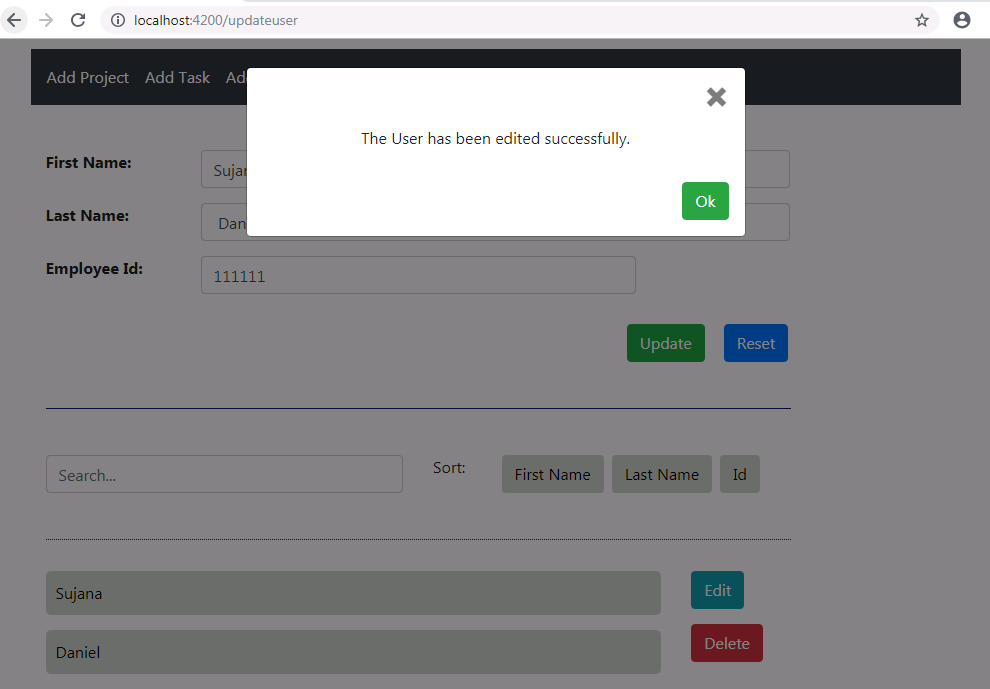 localhost:4200/updateuser
Add Project Add Task
The User has been edited successfully.
Ok
First Name:
Last Name:
Employee Id: 111111
Update Reset
Search... Sort: First Name Last Name Id
Sujana Edit
Daniel Delete